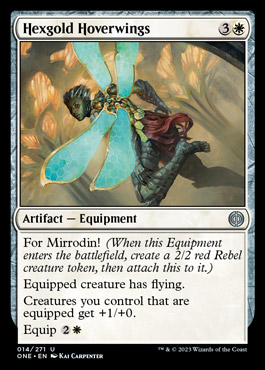 Hexgold Hoverwings 3
Artifact — Equipment
For Mirrodin! (When this Equipment
enters the battlefield, create a 2/2 red Rebel
creature token, then attach this to it.)
Equipped creature has flying.
Creatures you control that are
equipped get +1/+0.
Equip 2
014/271 U
ONE • EN Kai Carpenter
™ & © 2023 Wizards of the Coast